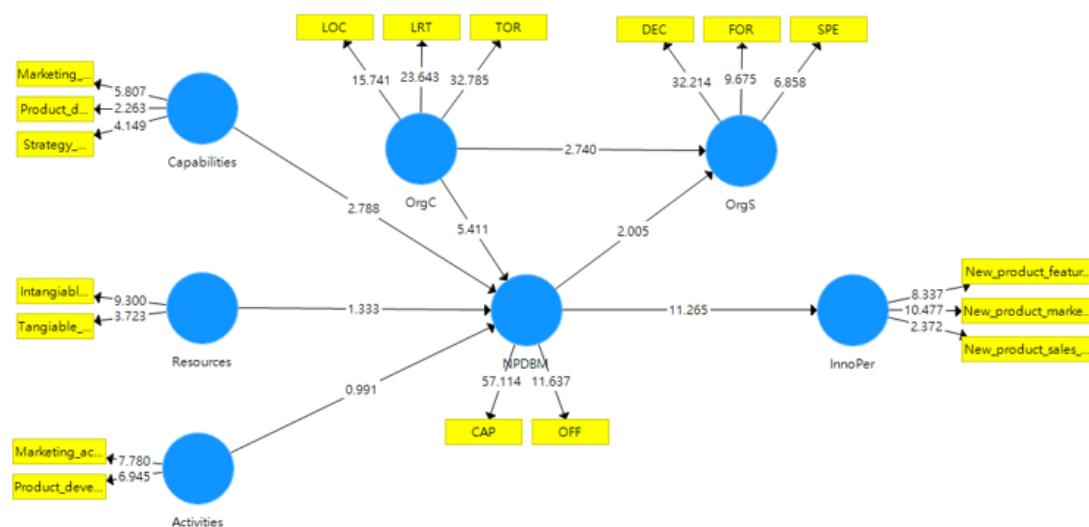 LOC
LRT
TOR
DEC
FOR
SPE
15.741
23.643
32.785
32.214
9.675
6.858
Marketing_...
5.807
Product_d...
2.263
Strategy_...
4.149
Capabilities
OrgC
2.740
OrgS
2.788
5.411
2.005
Intangiabl...
9.300
Tangiable_...
3.723
Resources
1.333
NPDBM
11.265
InnoPer
New_product_featur...
8.337
New_product_marke...
10.477
New_product_sales_...
2.372
57.114
11.637
CAP
OFF
0.991
Marketing_ac...
7.780
Product_deve...
6.945
Activities